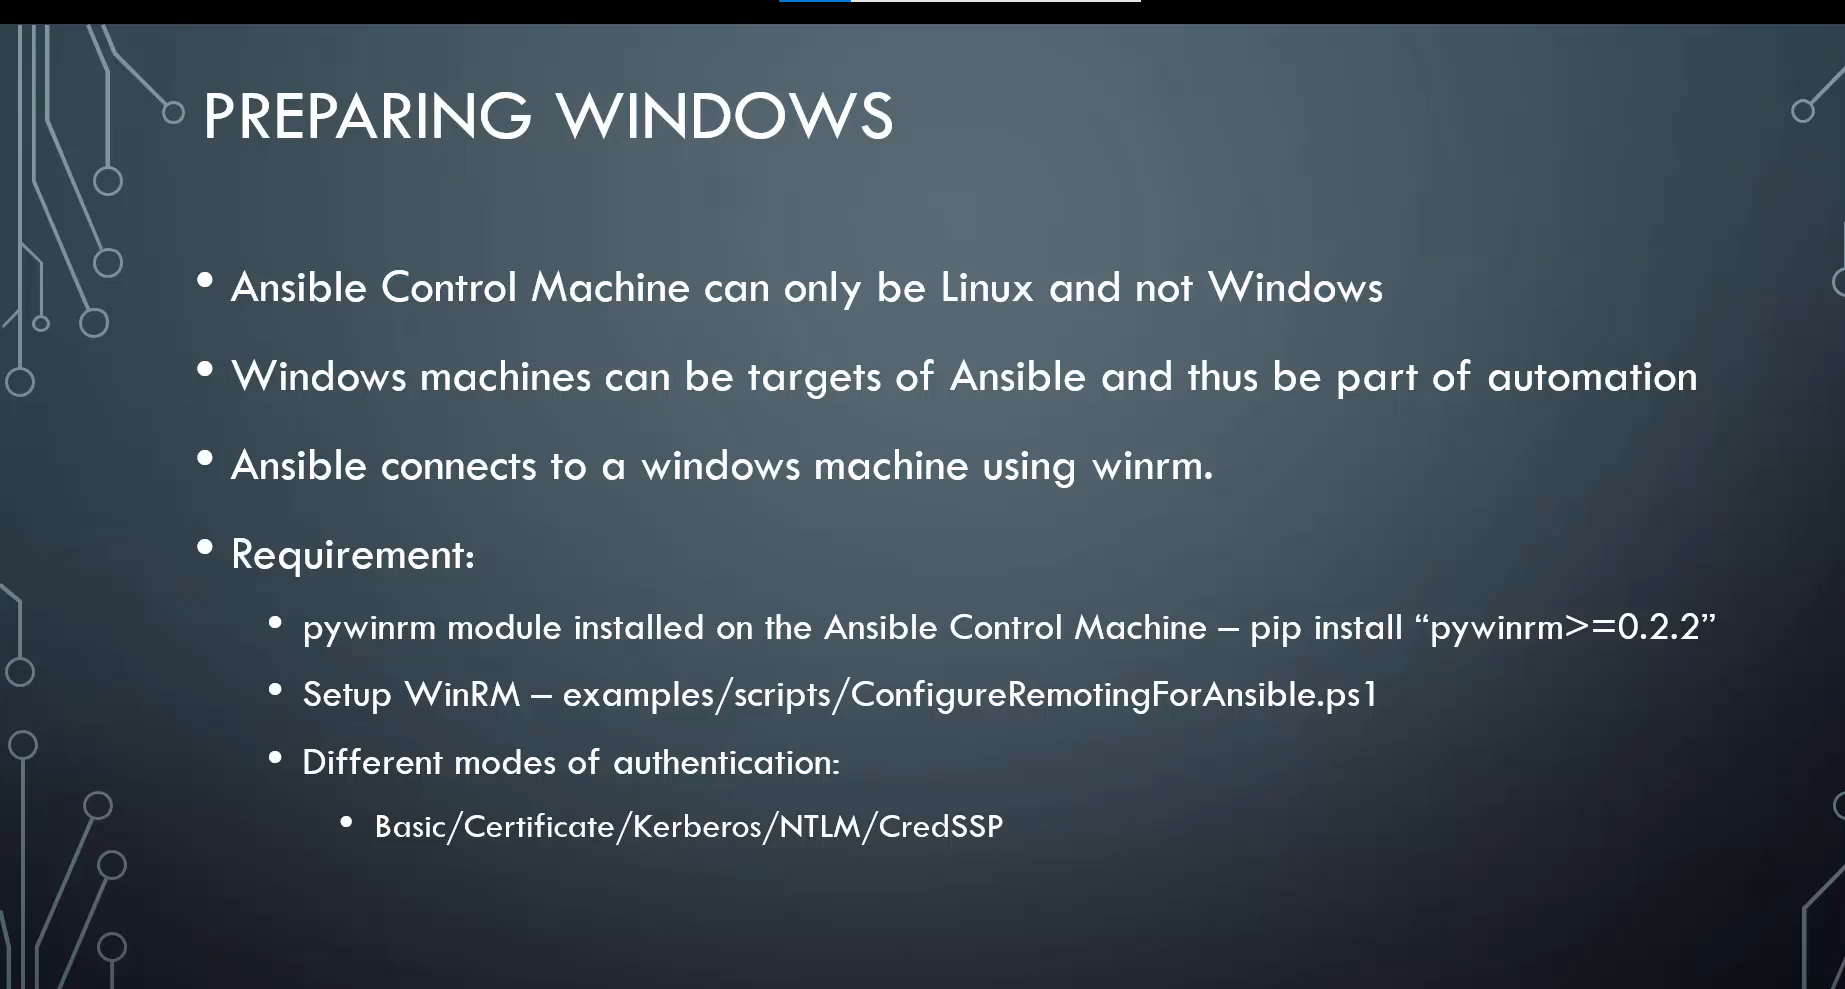 PREPARING WINDOWS
• Ansible Control Machine can only be Linux and not Windows
• Windows machines can be targets of Ansible and thus be part of automation
• Ansible connects to a windows machine using winrm.
• Requirement:
• pywinrm module installed on the Ansible Control Machine – pip install “pywinrm>=0.2.2”
• Setup WinRM – examples/scripts/ConfigureRemotingForAnsible.ps1
• Different modes of authentication:
• Basic/Certificate/Kerberos/NTLM/CredSSP